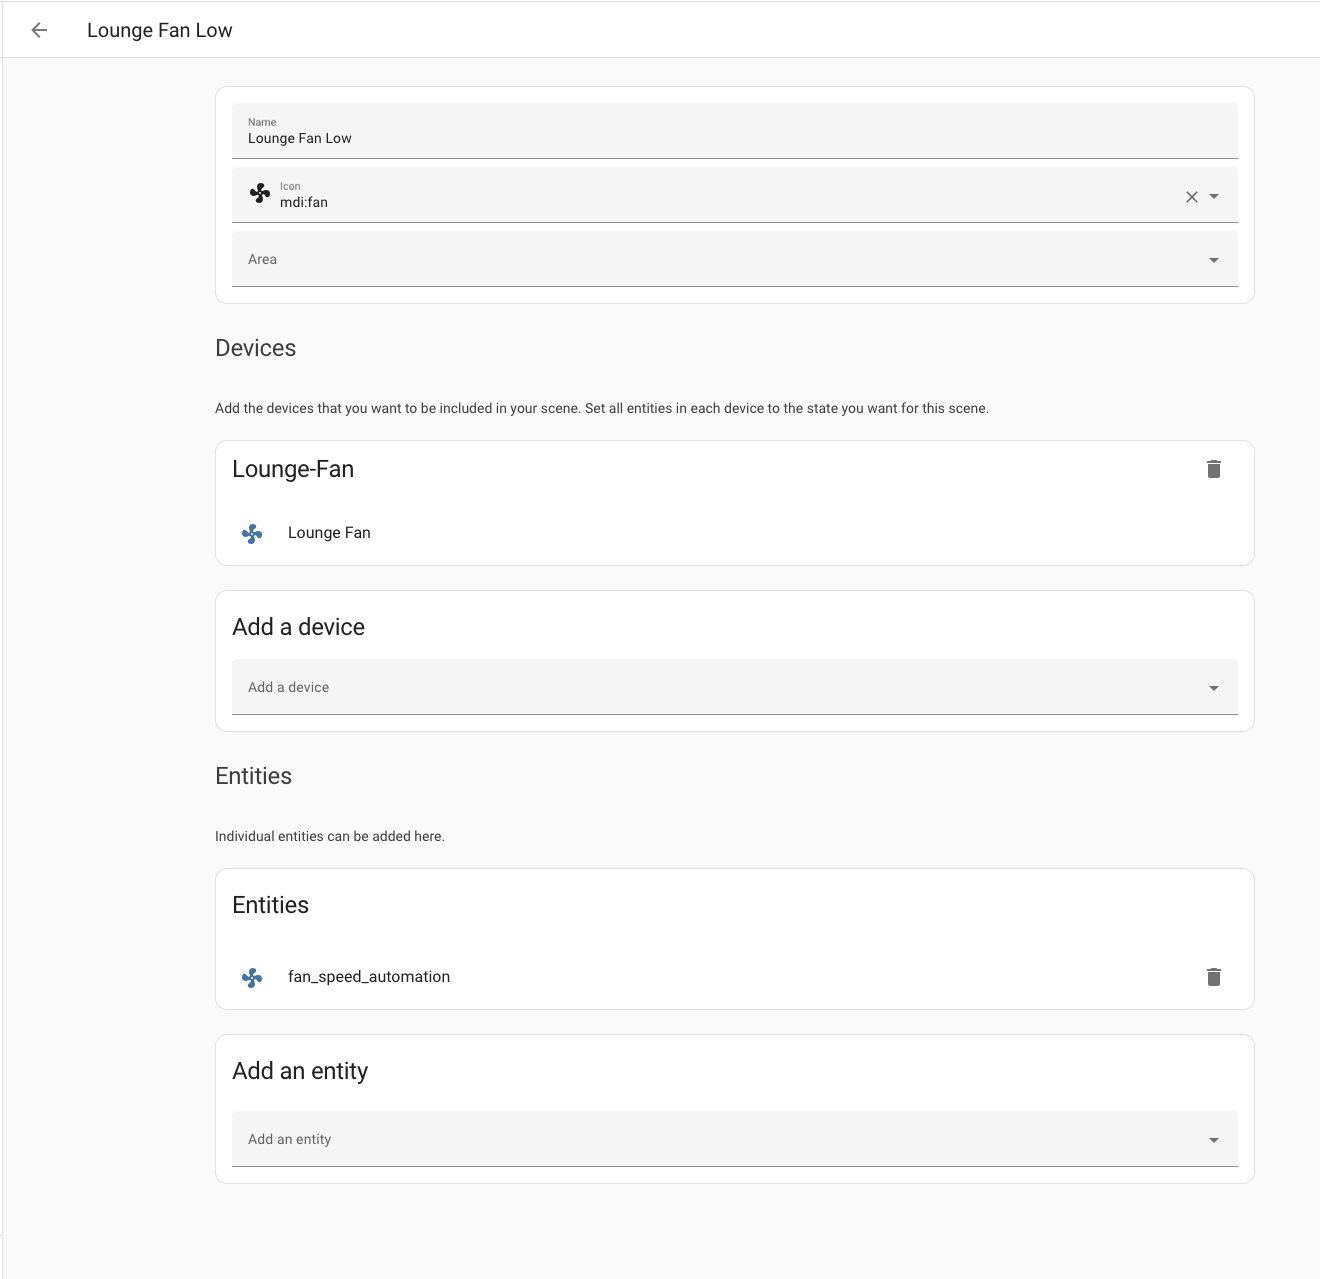 Lounge Fan Low
Name
Lounge Fan Low
Icon
mdi:fan
Area
Devices
Add the devices that you want to be included in your scene. Set all entities in each device to the state you want for this scene.
Lounge-Fan
Lounge Fan
Add a device
Add a device
Entities
Individual entities can be added here.
Entities
fan_speed_automation
Add an entity
Add an entity